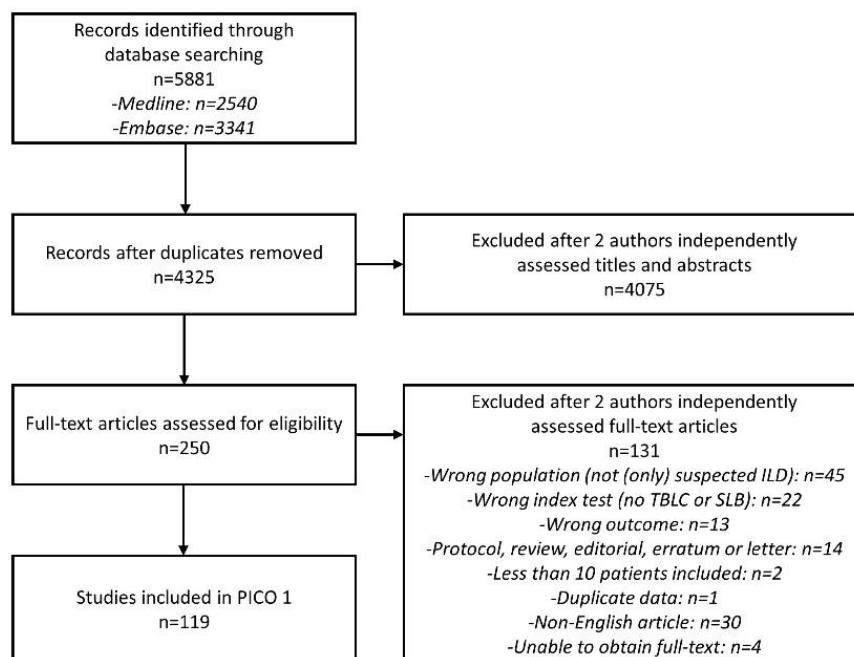 Records identified through
database searching
n=5881
-Medline: n=2540
-Embase: n=3341
Records after duplicates removed
n=4325
Excluded after 2 authors independently
assessed titles and abstracts
n=4075
Full-text articles assessed for eligibility
n=250
Excluded after 2 authors independently
assessed full-text articles
n=131
-Wrong population (not (only) suspected ILD): n=45
-Wrong index test (no TBLC or SLB): n=22
-Wrong outcome: n=13
-Protocol, review, editorial, erratum or letter: n=14
-Less than 10 patients included: n=2
-Duplicate data: n=1
-Non-English article: n=30
-Unable to obtain full-text: n=4
Studies included in PICO 1
n=119